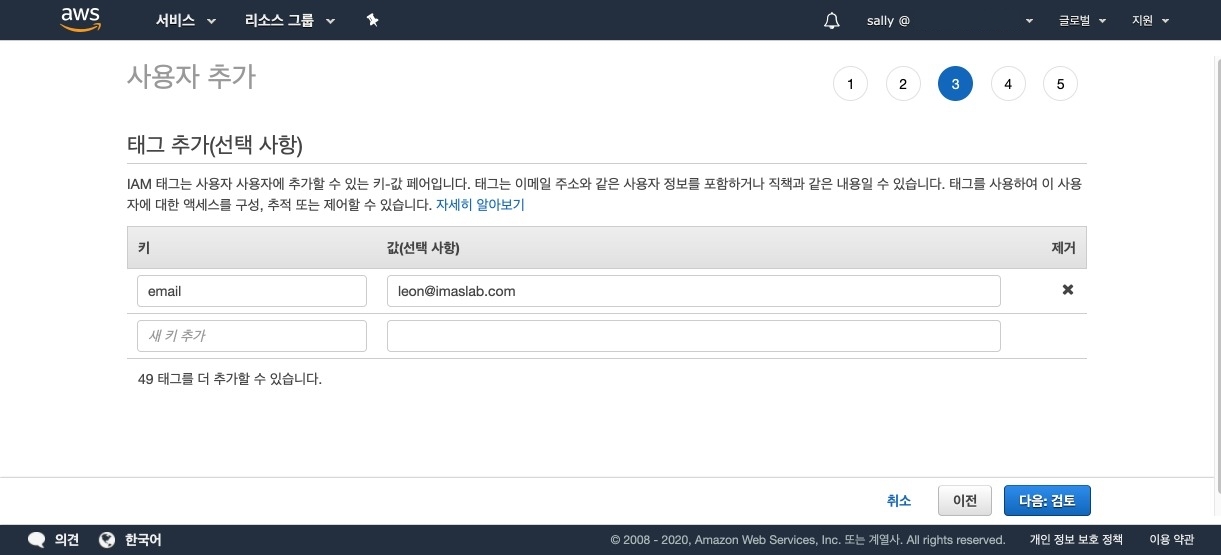 aws 서비스 리소스 그룹 sally @ 글로벌 지원
사용자 추가 1 2 3 4 5
태그 추가(선택 사항)
IAM 태그는 사용자 사용자에 추가할 수 있는 키-값 페어입니다. 태그는 이메일 주소와 같은 사용자 정보를 포함하거나 직책과 같은 내용일 수 있습니다. 태그를 사용하여 이 사용
자에 대한 액세스를 구성, 추적 또는 제어할 수 있습니다. 자세히 알아보기
키 값(선택 사항) 제거
email leon@imaslab.com
새 키 추가
49 태그를 더 추가할 수 있습니다.
취소 이전 다음: 검토
의견 한국어 © 2008 - 2020, Amazon Web Services, Inc. 또는 계열사. All rights reserved. 개인 정보 보호 정책 이용 약관